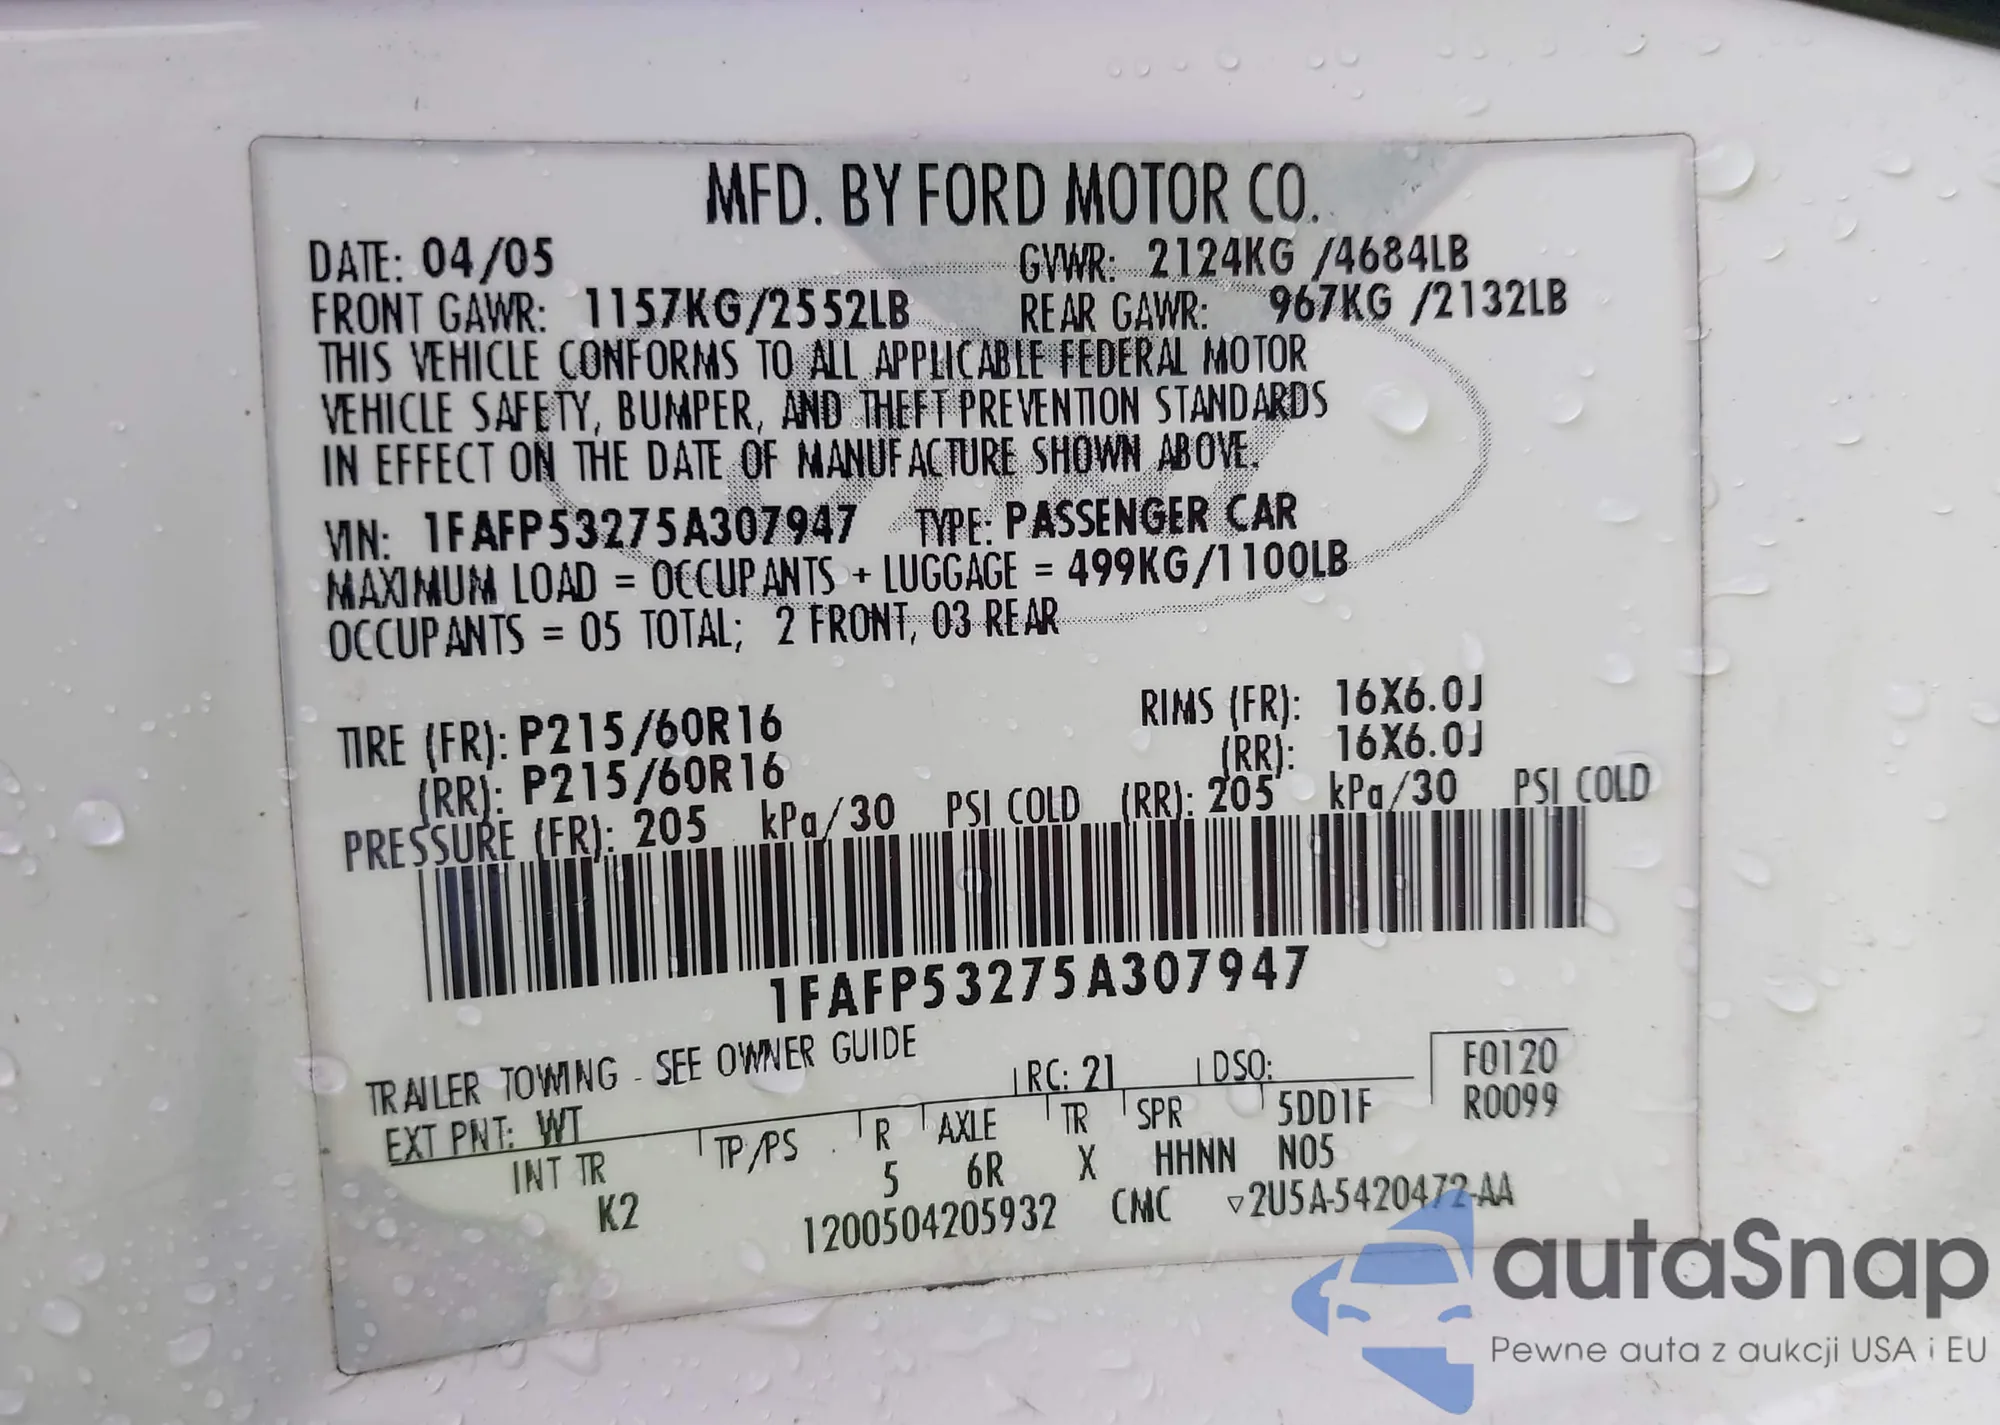 MFD. BY FORD MOTOR CO.
DATE: 04/05 GVWR: 2124KG /4684LB
FRONT GAWR: 1157KG/2552LB REAR GAWR: 967KG /2132LB
THIS VEHICLE CONFORMS TO ALL APPLICABLE FEDERAL MOTOR
VEHICLE SAFETY, BUMPER, AND THEFT PREVENTION STANDARDS
IN EFFECT ON THE DATE OF MANUFACTURE SHOWN ABOVE.
VIN: 1FAFP53275A307947 TYPE: PASSENGER CAR
MAXIMUM LOAD = OCCUPANTS + LUGGAGE = 499KG/1100LB
OCCUPANTS = 05 TOTAL; 2 FRONT, 03 REAR
TIRE (FR): P215/60R16 RIMS (FR): 16X6.0J
(RR): P215/60R16 (RR): 16X6.0J
PRESSURE (FR): 205 kPa/30 PSI COLD (RR): 205 kPa/30 PSI COLD
1FAFP53275A307947
TRAILER TOWING - SEE OWNER GUIDE
EXT PNT: WT RC: 21 DSO: F0120
INT TR TP/PS R AXLE TR SPR 5DD1F R0099
K2 5 6R X HHNN N05
1200504205932 CMC ▽2U5A-5420472-AA
autaSnap
Pewne auta z aukcji USA i EU